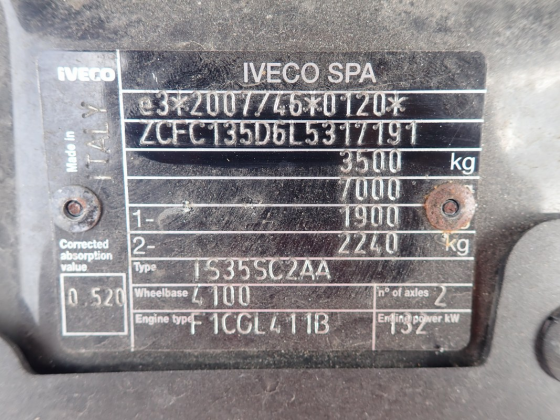 IVECO IVECO SPA
e3*2007/46*0120*
ZCFC135D6L5317191
Made in ITALY
3500 kg
7000
1- 1900
2- 2240 kg
Corrected absorption value
0.520
Type IS35SC2AA
Wheelbase 4100 n° of axles 2
Engine type F1CGL411B Engine power kW 132